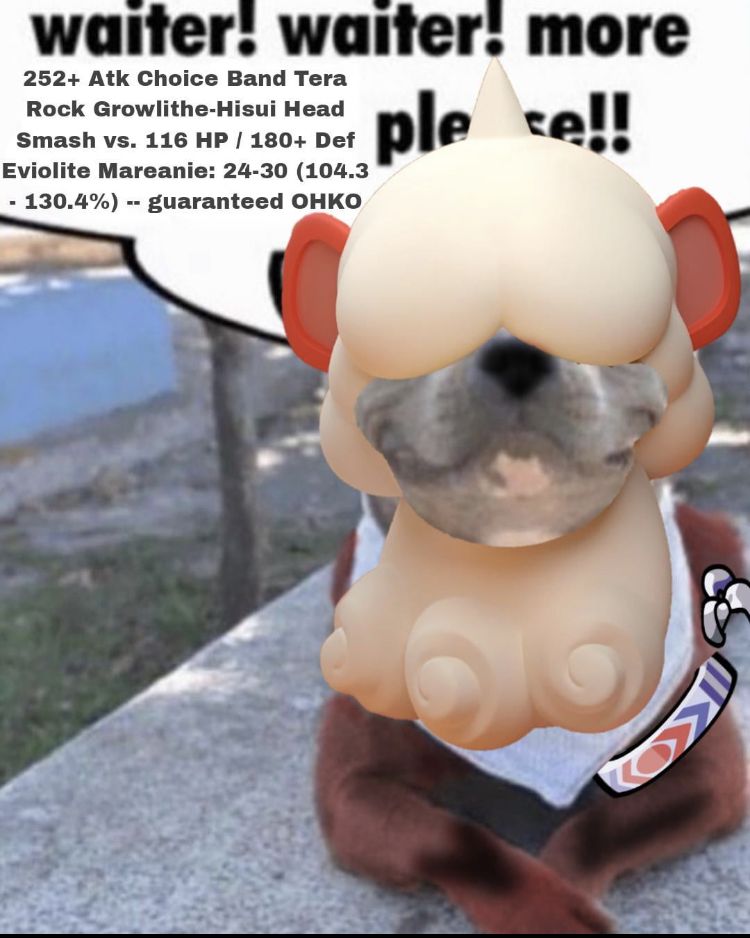 waiter! waiter! more
please!!
252+ Atk Choice Band Tera
Rock Growlithe-Hisui Head
Smash vs. 116 HP / 180+ Def
Eviolite Mareanie: 24-30 (104.3
- 130.4%) -- guaranteed OHKO